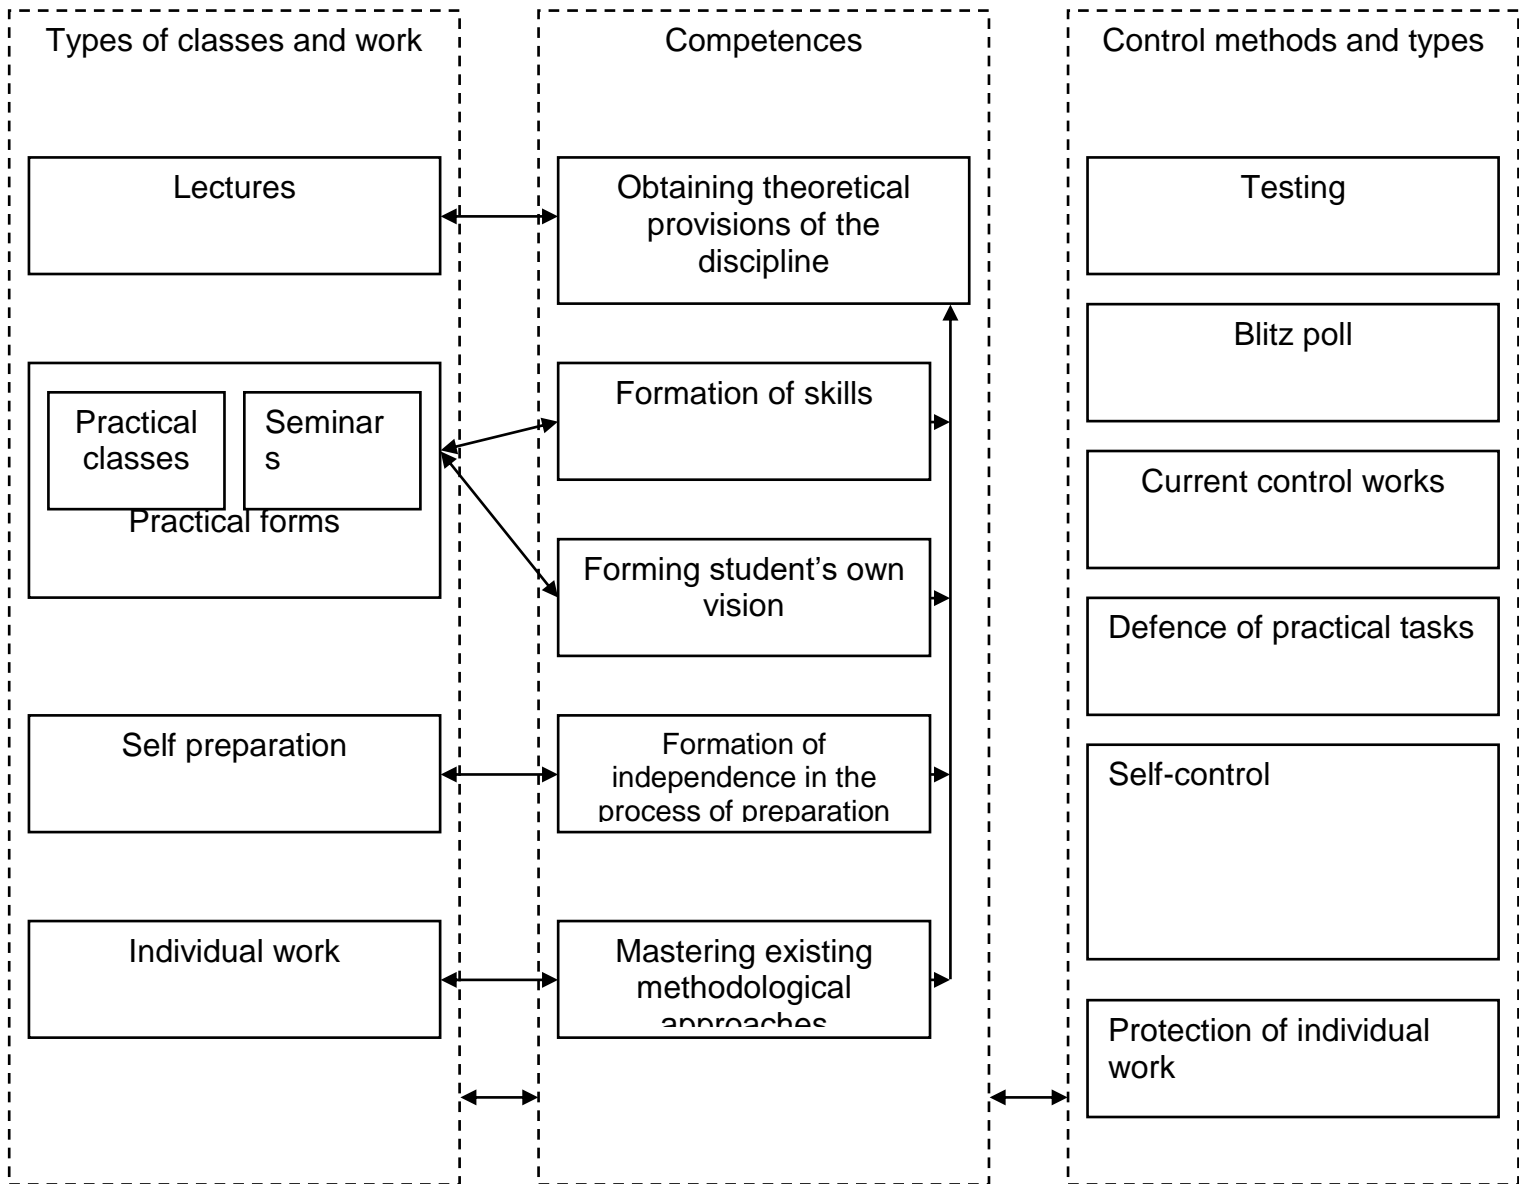 Types of classes and work
Lectures
Practical
classes
Seminar
s
Practical forms
Self preparation
Individual work
Competences
Obtaining theoretical
provisions of the
discipline
Formation of skills
Forming student’s own
vision
Formation of
independence in the
process of preparation
Mastering existing
methodological
approaches
Control methods and types
Testing
Blitz poll
Current control works
Defence of practical tasks
Self-control
Protection of individual
work